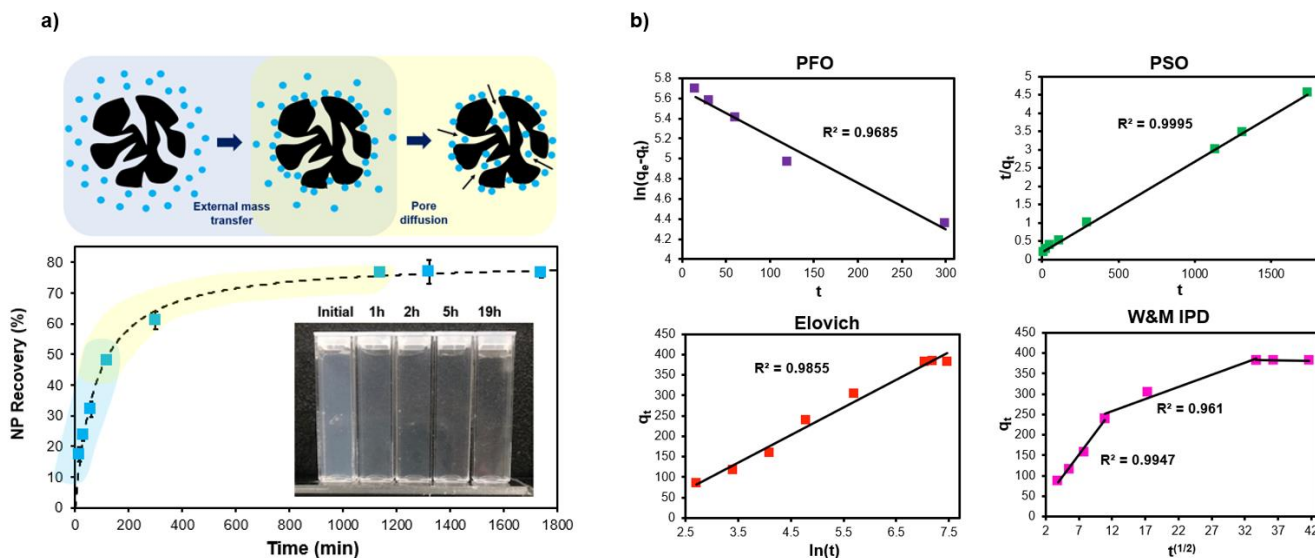 a)
External mass
transfer
Pore
diffusion
NP Recovery (%)
80
70
60
50
40
30
20
10
0
Initial 1h 2h 5h 19h
0 200 400 600 800 1000 1200 1400 1600 1800
Time (min)
b)
PFO
ln(qe-qt)
5.8
5.6
5.4
5.2
5
4.8
4.6
4.4
4.2
4
R² = 0.9685
0 60 120 180 240 300
t
PSO
t/qt
5
4.5
4
3.5
3
2.5
2
1.5
1
0.5
0
R² = 0.9995
0 500 1000 1500
t
Elovich
qt
450
400
350
300
250
200
150
100
50
0
R² = 0.9855
2.5 3.5 4.5 5.5 6.5 7.5
ln(t)
W&M IPD
qt
450
400
350
300
250
200
150
100
50
0
R² = 0.961
R² = 0.9947
2 7 12 17 22 27 32 37 42
t(1/2)